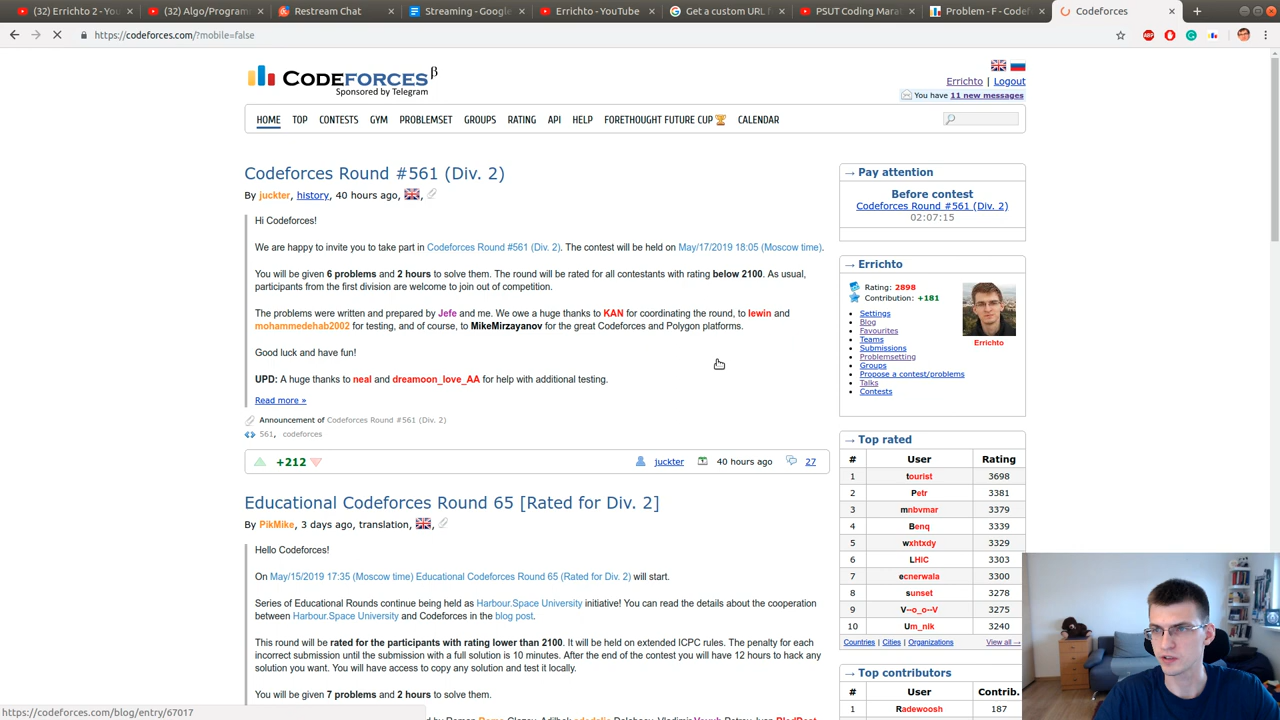 (32) Errichto 2 - You
(32) Algo/Program
Restream Chat
Streaming - Google
Errichto - YouTube
Get a custom URL f
PSUT Coding Mara
Problem - F - Codef
Codeforces
https://codeforces.com/?mobile=false
CODEFORCES β
Sponsored by Telegram
Errichto | Logout
You have 11 new messages
HOME TOP CONTESTS GYM PROBLEMSET GROUPS RATING API HELP FORETHOUGHT FUTURE CUP CALENDAR
Codeforces Round #561 (Div. 2)
By juckter, history, 40 hours ago,
Hi Codeforces!
We are happy to invite you to take part in Codeforces Round #561 (Div. 2). The contest will be held on May/17/2019 18:05 (Moscow time).
You will be given 6 problems and 2 hours to solve them. The round will be rated for all contestants with rating below 2100. As usual,
participants from the first division are welcome to join out of competition.
The problems were written and prepared by Jefe and me. We owe a huge thanks to KAN for coordinating the round, to lewin and
mohammedehab2002 for testing, and of course, to MikeMirzayanov for the great Codeforces and Polygon platforms.
Good luck and have fun!
UPD: A huge thanks to neal and dreamoon_love_AA for help with additional testing.
Read more »
Announcement of Codeforces Round #561 (Div. 2)
561, codeforces
+212
juckter
40 hours ago
27
Educational Codeforces Round 65 [Rated for Div. 2]
By PikMike, 3 days ago, translation,
Hello Codeforces!
On May/15/2019 17:35 (Moscow time) Educational Codeforces Round 65 (Rated for Div. 2) will start.
Series of Educational Rounds continue being held as Harbour.Space University initiative! You can read the details about the cooperation
between Harbour.Space University and Codeforces in the blog post.
This round will be rated for the participants with rating lower than 2100. It will be held on extended ICPC rules. The penalty for each
incorrect submission until the submission with a full solution is 10 minutes. After the end of the contest you will have 12 hours to hack any
solution you want. You will have access to copy any solution and test it locally.
You will be given 7 problems and 2 hours to solve them.
https://codeforces.com/blog/entry/67017
→ Pay attention
Before contest
Codeforces Round #561 (Div. 2)
02:07:15
→ Errichto
Rating: 2898
Contribution: +181
Settings
Blog
Favourites
Teams
Submissions
Problemsetting
Groups
Propose a contest/problems
Talks
Contests
Errichto
→ Top rated
# User Rating
1 tourist 3698
2 Petr 3381
3 mnbvmar 3379
4 Benq 3339
5 wxhtxdy 3329
6 LHiC 3303
7 ecnerwala 3300
8 sunset 3278
9 V--o_o--V 3275
10 Um_nik 3240
Countries | Cities | Organizations View all →
→ Top contributors
# User Contrib.
1 Radewoosh 187